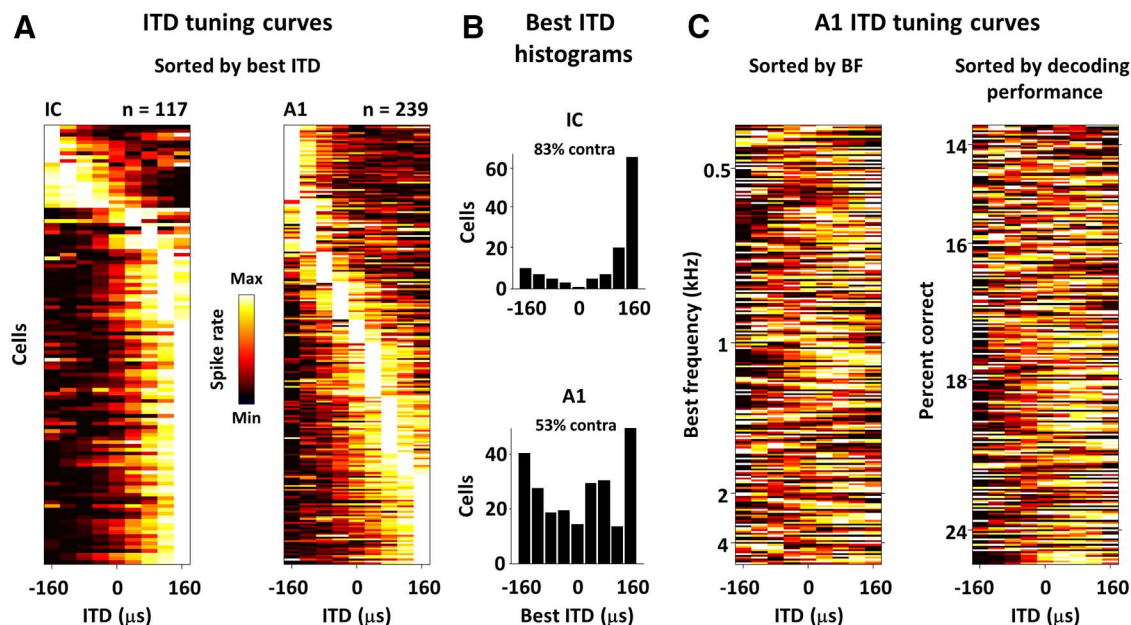 A
ITD tuning curves
Sorted by best ITD
IC
n = 117
A1
n = 239
Cells
Max
Spike rate
Min
-160
0
160
ITD (μs)
-160
0
160
ITD (μs)
B
Best ITD
histograms
IC
83% contra
60
40
20
0
Cells
-160
0
160
A1
53% contra
40
20
0
Cells
-160
0
160
Best ITD (μs)
C
A1 ITD tuning curves
Sorted by BF
0.5
1
2
4
Best frequency (kHz)
-160
0
160
ITD (μs)
Sorted by decoding
performance
14
16
18
24
Percent correct
-160
0
160
ITD (μs)